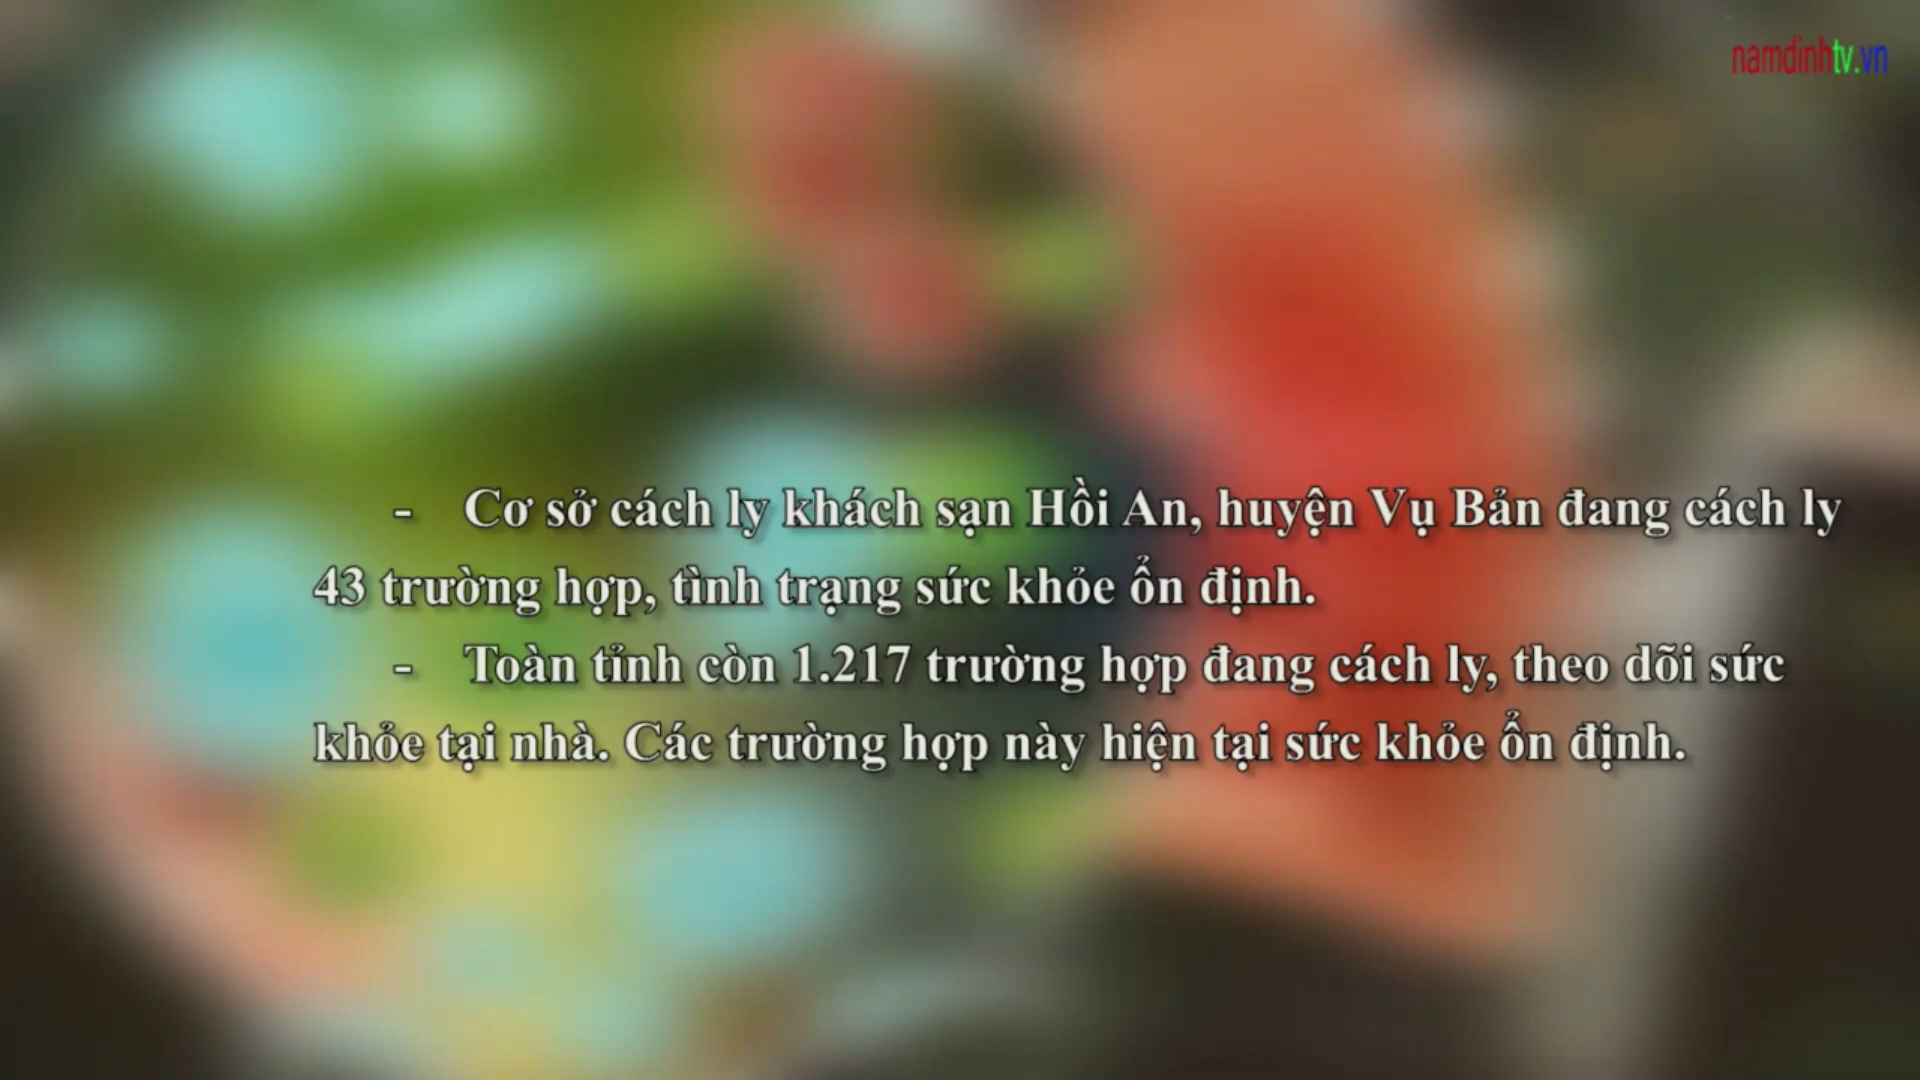 namdinhtv.vn
- Cơ sở cách ly khách sạn Hồi An, huyện Vụ Bản đang cách ly
43 trường hợp, tình trạng sức khỏe ổn định.
- Toàn tỉnh còn 1.217 trường hợp đang cách ly, theo dõi sức
khỏe tại nhà. Các trường hợp này hiện tại sức khỏe ổn định.